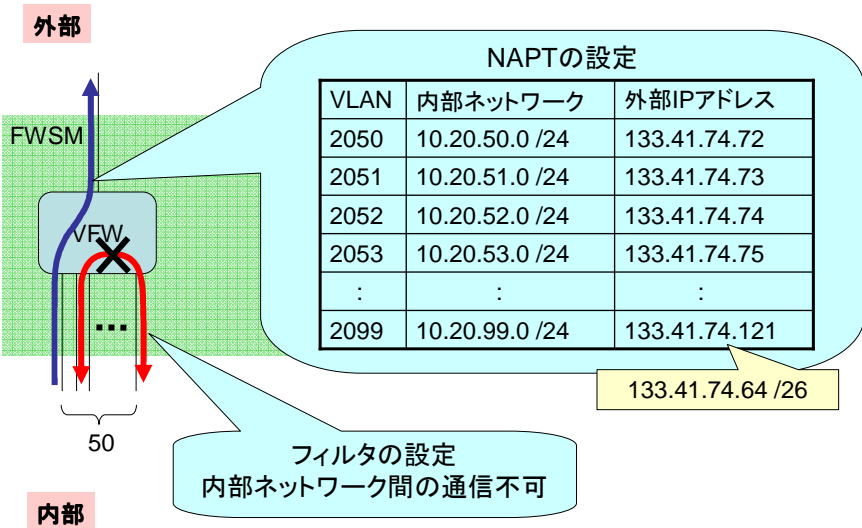 外部
NAPTの設定
VLAN 内部ネットワーク 外部IPアドレス
2050 10.20.50.0 /24 133.41.74.72
2051 10.20.51.0 /24 133.41.74.73
2052 10.20.52.0 /24 133.41.74.74
2053 10.20.53.0 /24 133.41.74.75
: : :
2099 10.20.99.0 /24 133.41.74.121
133.41.74.64 /26
FWSM
VFW
...
50
フィルタの設定
内部ネットワーク間の通信不可
内部